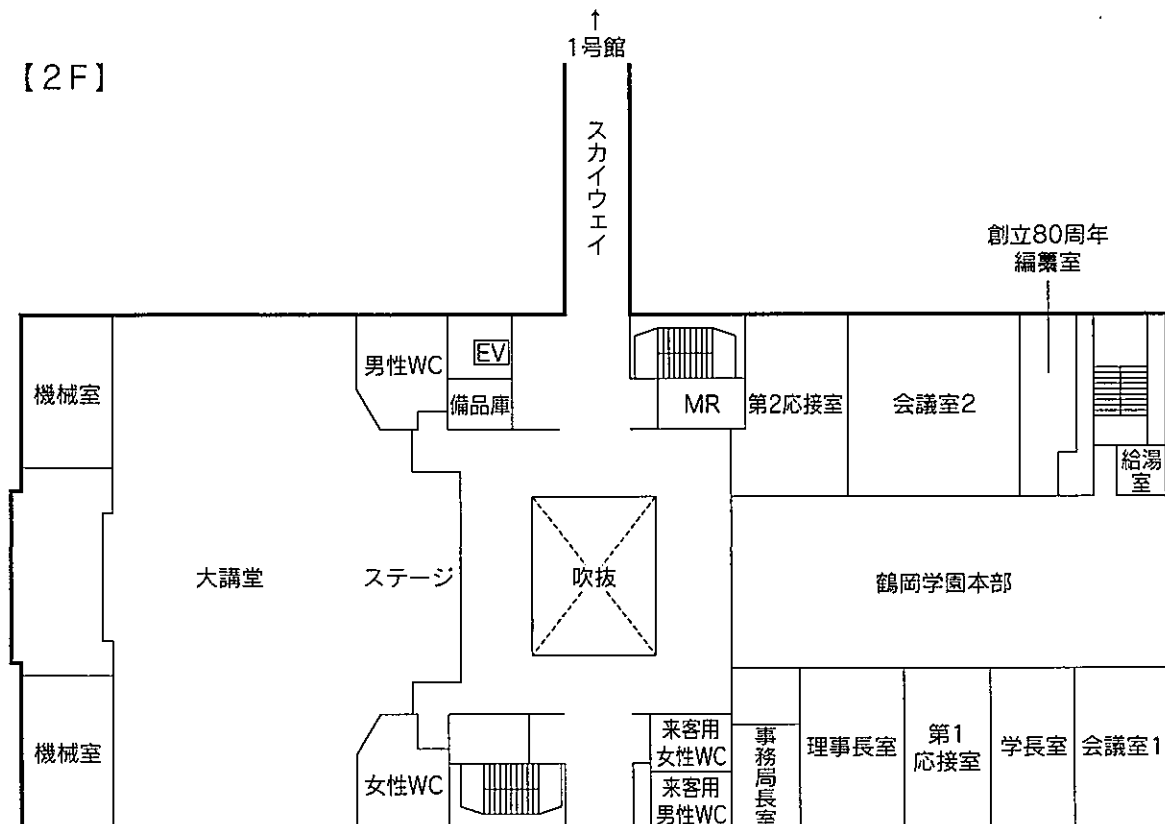 ↑
1号館
【2F】
スカイウェイ
創立80周年
編纂室
機械室
男性WC
EV
備品庫
MR
第2応接室
会議室2
給湯室
大講堂
ステージ
吹抜
鶴岡学園本部
機械室
女性WC
来客用
女性WC
来客用
男性WC
事務局長室
理事長室
第1
応接室
学長室
会議室1